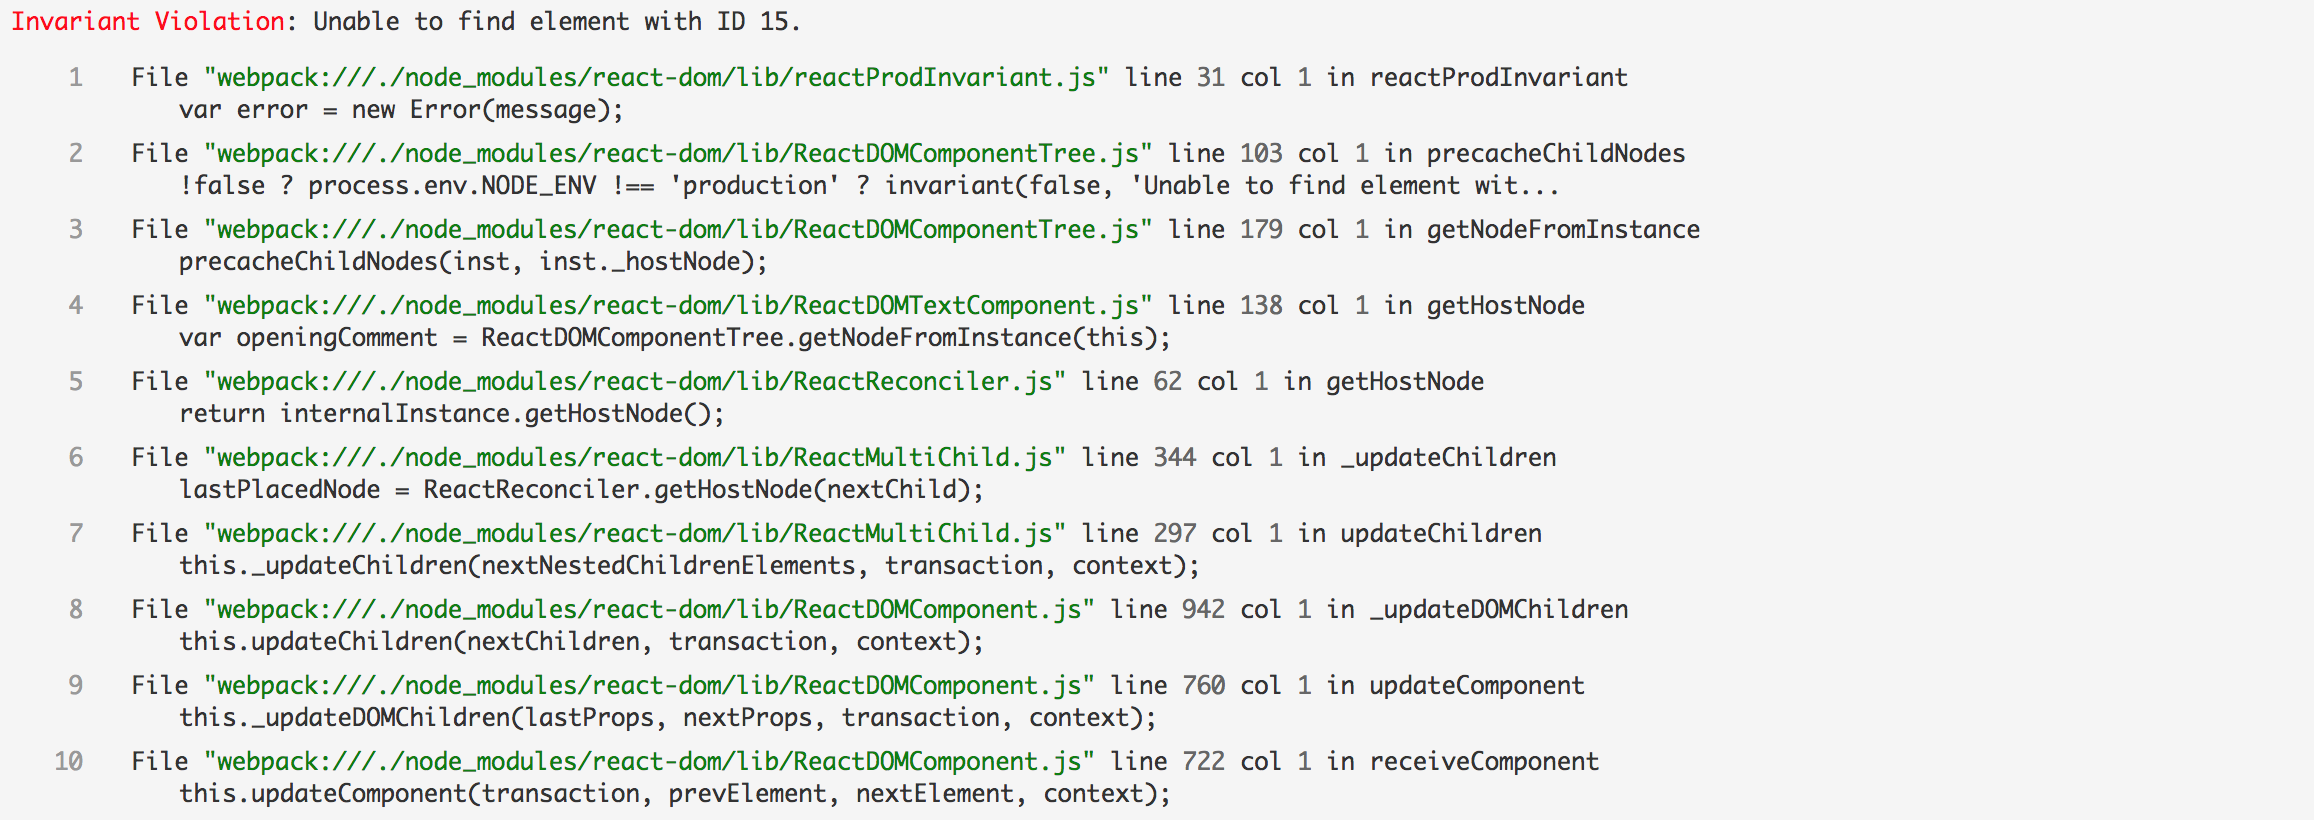 Invariant Violation: Unable to find element with ID 15.
1 File "webpack:///./node_modules/react-dom/lib/reactProdInvariant.js" line 31 col 1 in reactProdInvariant
var error = new Error(message);
2 File "webpack:///./node_modules/react-dom/lib/ReactDOMComponentTree.js" line 103 col 1 in precacheChildNodes
!false ? process.env.NODE_ENV !== 'production' ? invariant(false, 'Unable to find element wit...
3 File "webpack:///./node_modules/react-dom/lib/ReactDOMComponentTree.js" line 179 col 1 in getNodeFromInstance
precacheChildNodes(inst, inst._hostNode);
4 File "webpack:///./node_modules/react-dom/lib/ReactDOMTextComponent.js" line 138 col 1 in getHostNode
var openingComment = ReactDOMComponentTree.getNodeFromInstance(this);
5 File "webpack:///./node_modules/react-dom/lib/ReactReconciler.js" line 62 col 1 in getHostNode
return internalInstance.getHostNode();
6 File "webpack:///./node_modules/react-dom/lib/ReactMultiChild.js" line 344 col 1 in _updateChildren
lastPlacedNode = ReactReconciler.getHostNode(nextChild);
7 File "webpack:///./node_modules/react-dom/lib/ReactMultiChild.js" line 297 col 1 in updateChildren
this._updateChildren(nextNestedChildrenElements, transaction, context);
8 File "webpack:///./node_modules/react-dom/lib/ReactDOMComponent.js" line 942 col 1 in _updateDOMChildren
this.updateChildren(nextChildren, transaction, context);
9 File "webpack:///./node_modules/react-dom/lib/ReactDOMComponent.js" line 760 col 1 in updateComponent
this._updateDOMChildren(lastProps, nextProps, transaction, context);
10 File "webpack:///./node_modules/react-dom/lib/ReactDOMComponent.js" line 722 col 1 in receiveComponent
this.updateComponent(transaction, prevElement, nextElement, context);